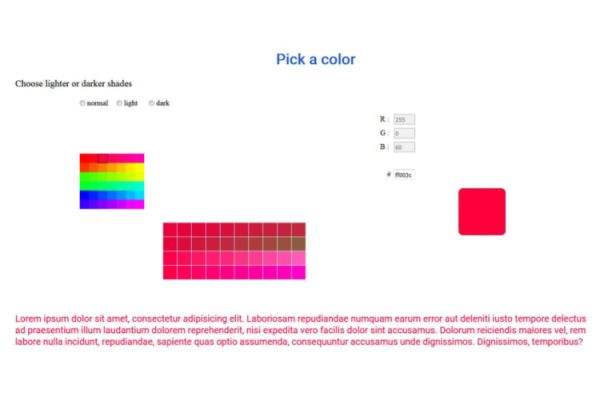 Pick a color
Choose lighter or darker shades
normal light dark
R : 255
G : 0
B : 60
# ff003c
Lorem ipsum dolor sit amet, consectetur adipisicing elit. Laboriosam repudiandae numquam earum error aut deleniti iusto tempore delectus
ad praesentium illum laudantium dolorem reprehenderit, nisi expedita vero facilis dolor sint accusamus. Dolorum reiciendis maiores vel, rem
labore nulla incidunt, repudiandae, sapiente quas optio assumenda, consequuntur accusamus unde dignissimos. Dignissimos, temporibus?